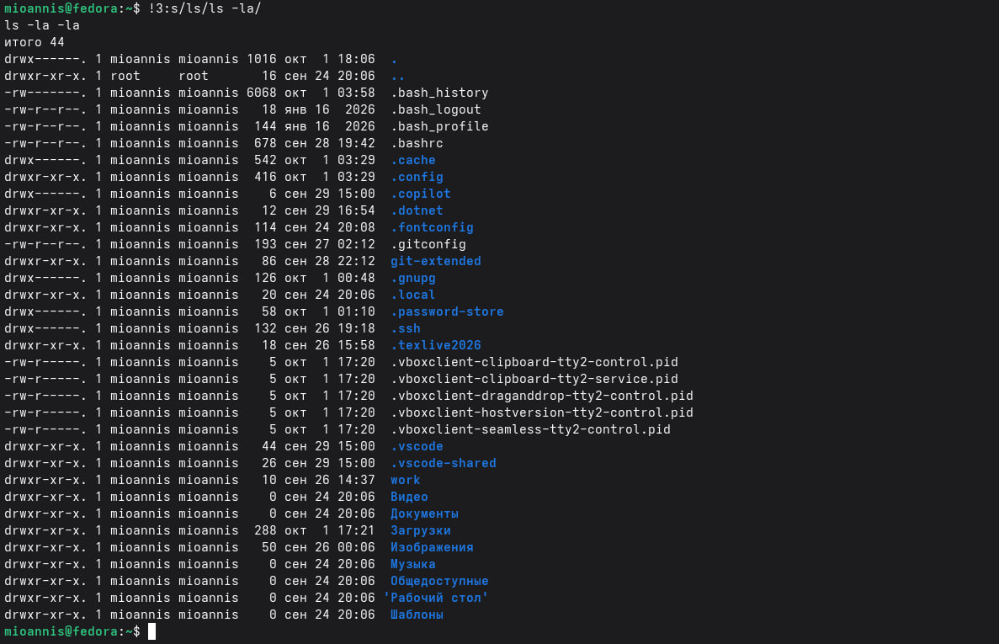 mioannis@fedora:~$ !3:s/ls/ls -la/
ls -la -la
итого 44
drwx------. 1 mioannis mioannis 1016 окт  1 18:06  .
drwxr-xr-x. 1 root     root       16 сен 24 20:06  ..
-rw-------. 1 mioannis mioannis 6068 окт  1 03:58  .bash_history
-rw-r--r--. 1 mioannis mioannis   18 янв 16  2026  .bash_logout
-rw-r--r--. 1 mioannis mioannis  144 янв 16  2026  .bash_profile
-rw-r--r--. 1 mioannis mioannis  678 сен 28 19:42  .bashrc
drwx------. 1 mioannis mioannis  542 окт  1 03:29  .cache
drwxr-xr-x. 1 mioannis mioannis  416 окт  1 03:29  .config
drwx------. 1 mioannis mioannis    6 сен 29 15:00  .copilot
drwxr-xr-x. 1 mioannis mioannis   12 сен 29 16:54  .dotnet
drwxr-xr-x. 1 mioannis mioannis  114 сен 24 20:08  .fontconfig
-rw-r--r--. 1 mioannis mioannis  193 сен 27 02:12  .gitconfig
drwxr-xr-x. 1 mioannis mioannis   86 сен 28 22:12  git-extended
drwx------. 1 mioannis mioannis  126 окт  1 00:48  .gnupg
drwxr-xr-x. 1 mioannis mioannis   20 сен 24 20:06  .local
drwx------. 1 mioannis mioannis   58 окт  1 01:10  .password-store
drwx------. 1 mioannis mioannis  132 сен 26 19:18  .ssh
drwxr-xr-x. 1 mioannis mioannis   18 сен 26 15:58  .texlive2026
-rw-r-----. 1 mioannis mioannis    5 окт  1 17:20  .vboxclient-clipboard-tty2-control.pid
-rw-r-----. 1 mioannis mioannis    5 окт  1 17:20  .vboxclient-clipboard-tty2-service.pid
-rw-r-----. 1 mioannis mioannis    5 окт  1 17:20  .vboxclient-draganddrop-tty2-control.pid
-rw-r-----. 1 mioannis mioannis    5 окт  1 17:20  .vboxclient-hostversion-tty2-control.pid
-rw-r-----. 1 mioannis mioannis    5 окт  1 17:20  .vboxclient-seamless-tty2-control.pid
drwxr-xr-x. 1 mioannis mioannis   44 сен 29 15:00  .vscode
drwxr-xr-x. 1 mioannis mioannis   26 сен 29 15:00  .vscode-shared
drwxr-xr-x. 1 mioannis mioannis   10 сен 26 14:37  work
drwxr-xr-x. 1 mioannis mioannis    0 сен 24 20:06  Видео
drwxr-xr-x. 1 mioannis mioannis    0 сен 24 20:06  Документы
drwxr-xr-x. 1 mioannis mioannis  288 окт  1 17:21  Загрузки
drwxr-xr-x. 1 mioannis mioannis   50 сен 26 00:06  Изображения
drwxr-xr-x. 1 mioannis mioannis    0 сен 24 20:06  Музыка
drwxr-xr-x. 1 mioannis mioannis    0 сен 24 20:06  Общедоступные
drwxr-xr-x. 1 mioannis mioannis    0 сен 24 20:06 'Рабочий стол'
drwxr-xr-x. 1 mioannis mioannis    0 сен 24 20:06  Шаблоны
mioannis@fedora:~$